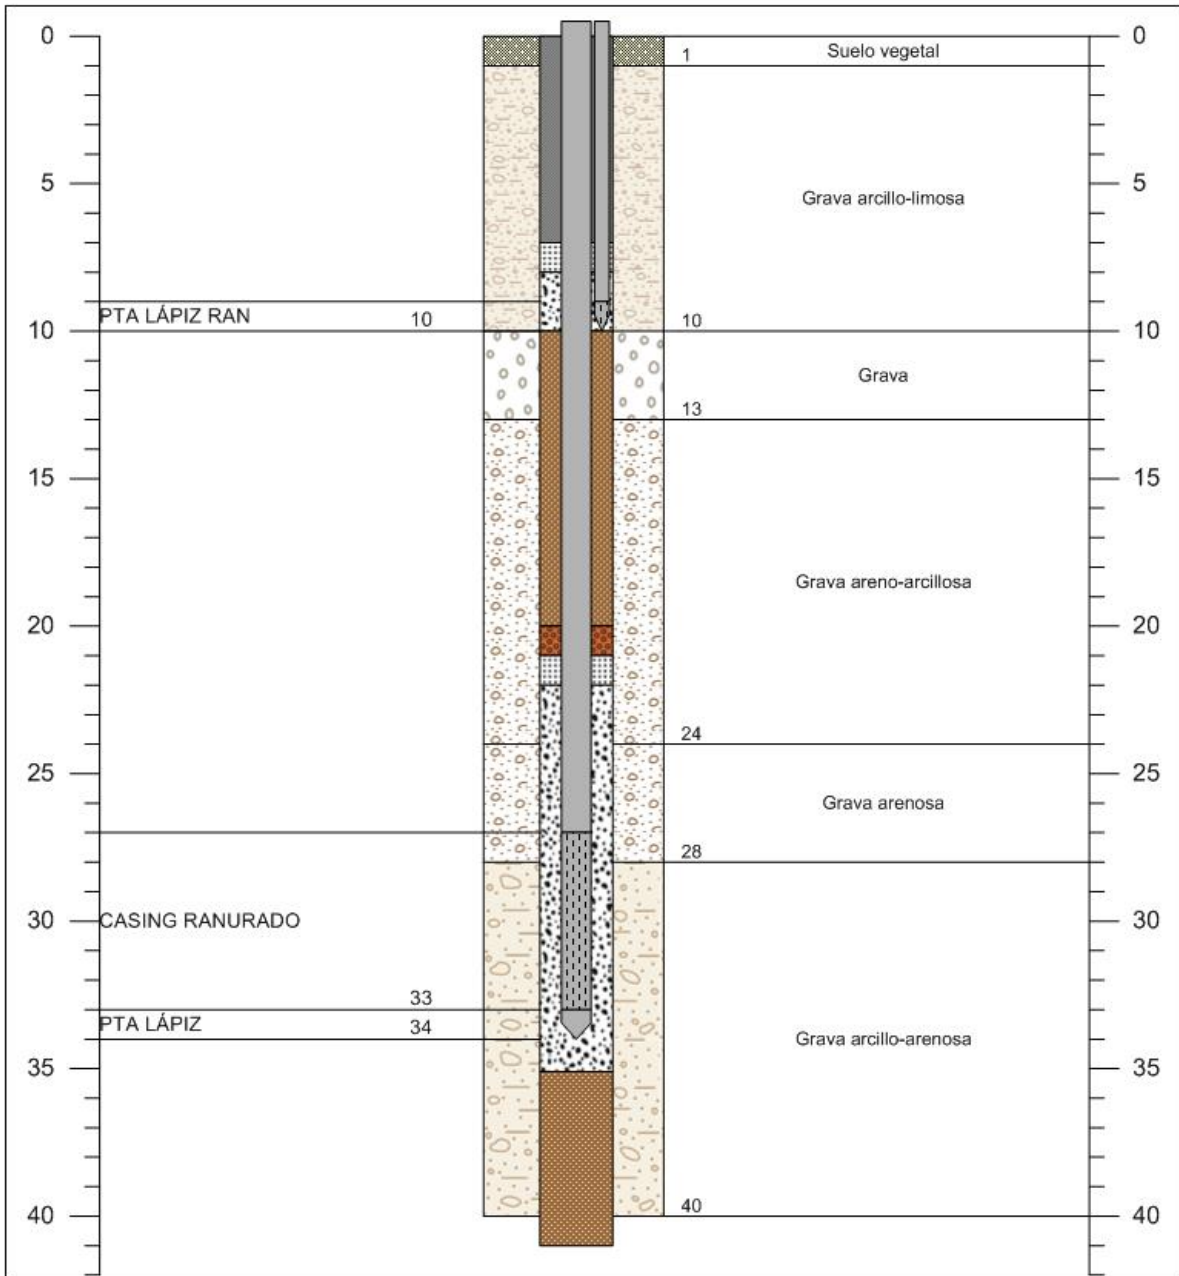 0 0
1 Suelo vegetal
5 5
Grava arcillo-limosa
PTA LÁPIZ RAN 10
10 10 10
Grava
13
15 15
Grava areno-arcillosa
20 20
24
25 25
Grava arenosa
28
30 CASING RANURADO 30
33
PTA LÁPIZ 34
Grava arcillo-arenosa
35 35
40
40 40